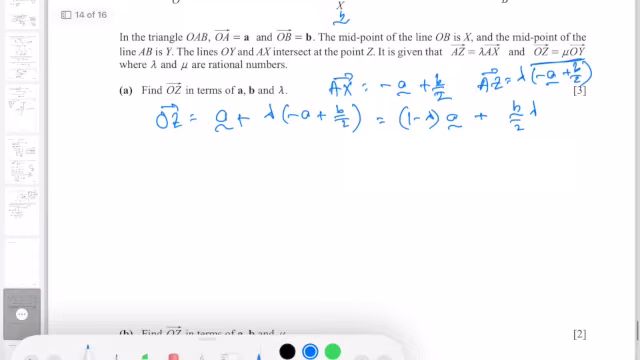 14 of 16
X
b
In the triangle OAB, OA⃗ = a and OB⃗ = b. The mid-point of the line OB is X, and the mid-point of the
line AB is Y. The lines OY and AX intersect at the point Z. It is given that AZ⃗ = λAX⃗ and OZ⃗ = μOY⃗
where λ and μ are rational numbers.
(a) Find OZ⃗ in terms of a, b and λ.
AX⃗ = -a + b/2 AZ⃗ = λ(-a + b/2)
[3]
OZ⃗ = a + λ(-a + b/2) = (1-λ) a + b/2 λ
(b) Find OZ⃗ in terms of a, b and μ. [2]